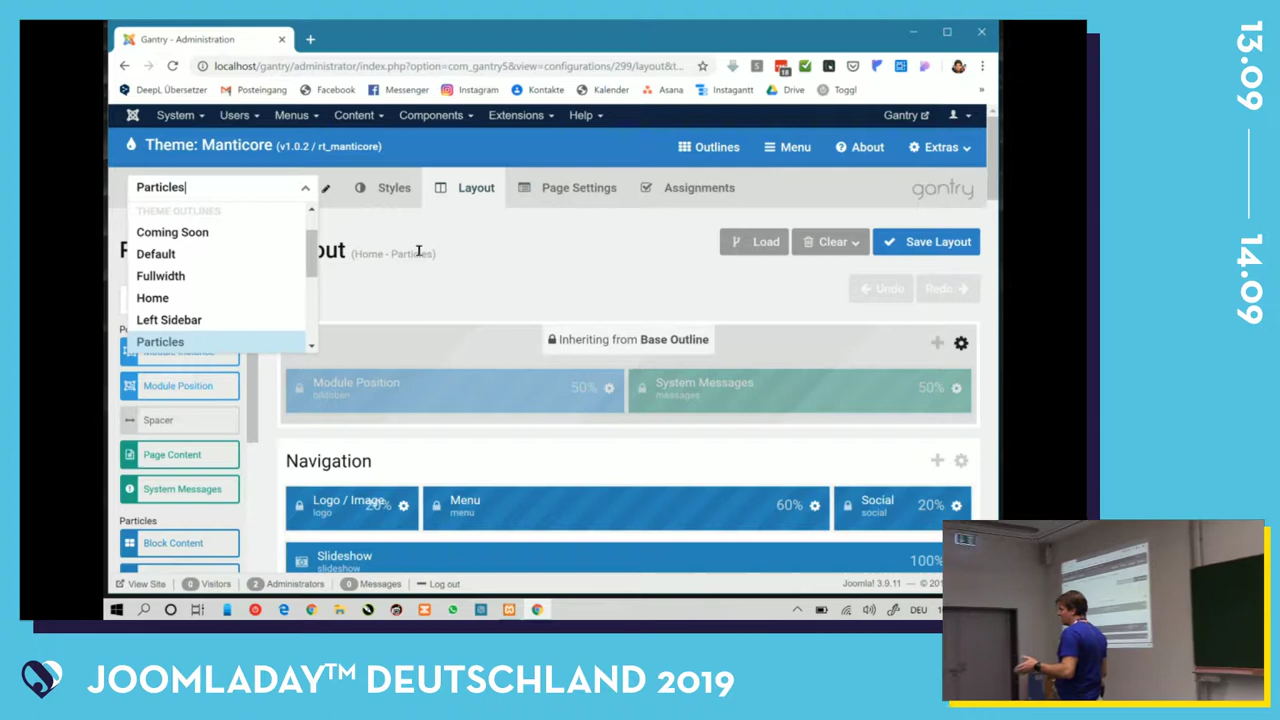 Gantry - Administration
localhost/gantry/administrator/index.php?option=com_gantry5&view=configurations/299/layout&t...
18
DeepL Übersetzer
Posteingang
Facebook
Messenger
Instagram
Kontakte
Kalender
Asana
Instagantt
Drive
Toggl
»
System
Users
Menus
Content
Components
Extensions
Help
Gantry
Theme: Manticore (v1.0.2 / rt_manticore)
Outlines
Menu
About
Extras
Particles
Styles
Layout
Page Settings
Assignments
gantry
THEME OUTLINES
Coming Soon
Default
Fullwidth
Home
Left Sidebar
Particles
out (Home - Particles)
Load
Clear
Save Layout
Undo
Redo
Inheriting from Base Outline
Module Position
50%
System Messages
messages
50%
Module Position
Spacer
Page Content
System Messages
Particles
Block Content
Navigation
Logo / Image
logo
20%
Menu
menu
60%
Social
social
20%
Slideshow
slideshow
100%
View Site
0 Visitors
2 Administrators
0 Messages
Log out
Joomla! 3.9.11 — © 20
DEU
13.09
14.09
JOOMLADAY™ DEUTSCHLAND 2019